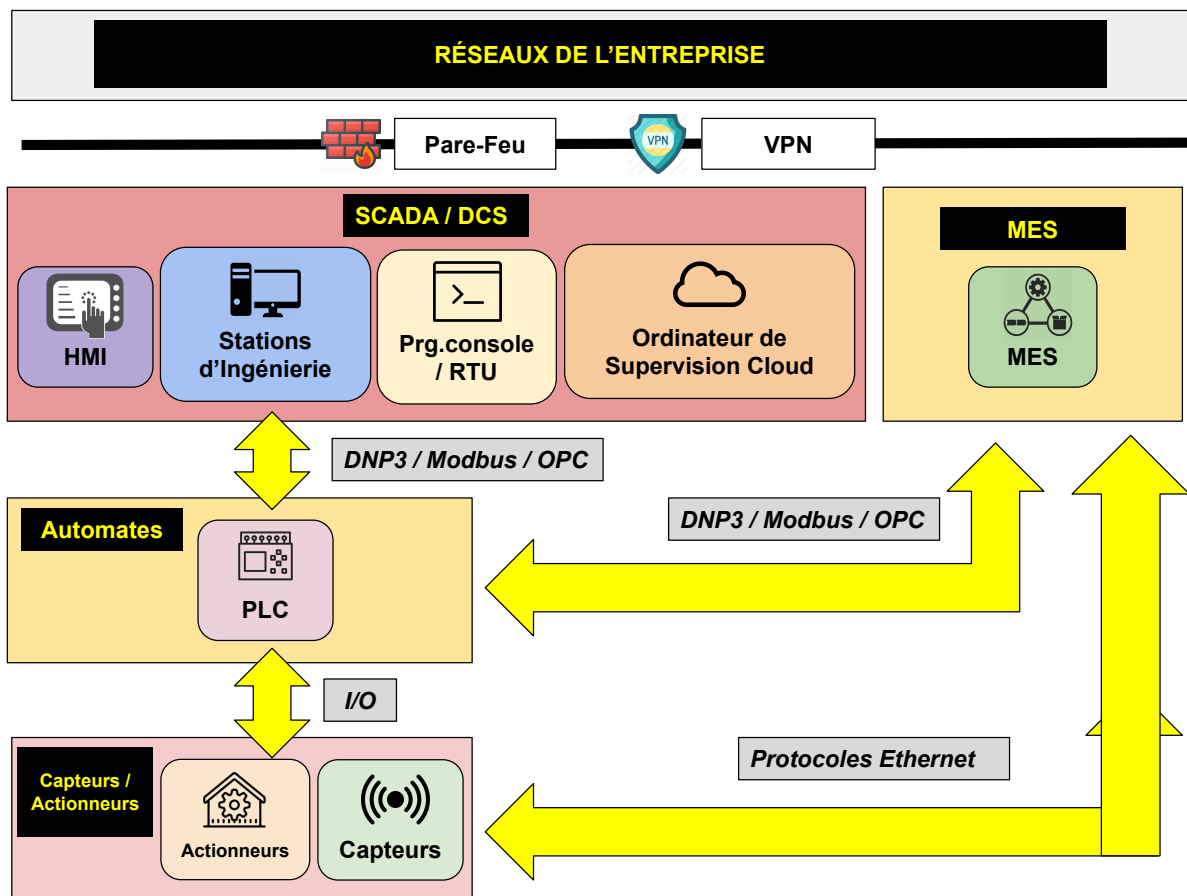 RÉSEAUX DE L'ENTREPRISE
Pare-Feu
VPN
VPN
SCADA / DCS
MES
HMI
Stations
d'Ingénierie
Prg.console
/ RTU
Ordinateur de
Supervision Cloud
MES
DNP3 / Modbus / OPC
Automates
PLC
DNP3 / Modbus / OPC
I/O
Capteurs /
Actionneurs
Actionneurs
Capteurs
Protocoles Ethernet